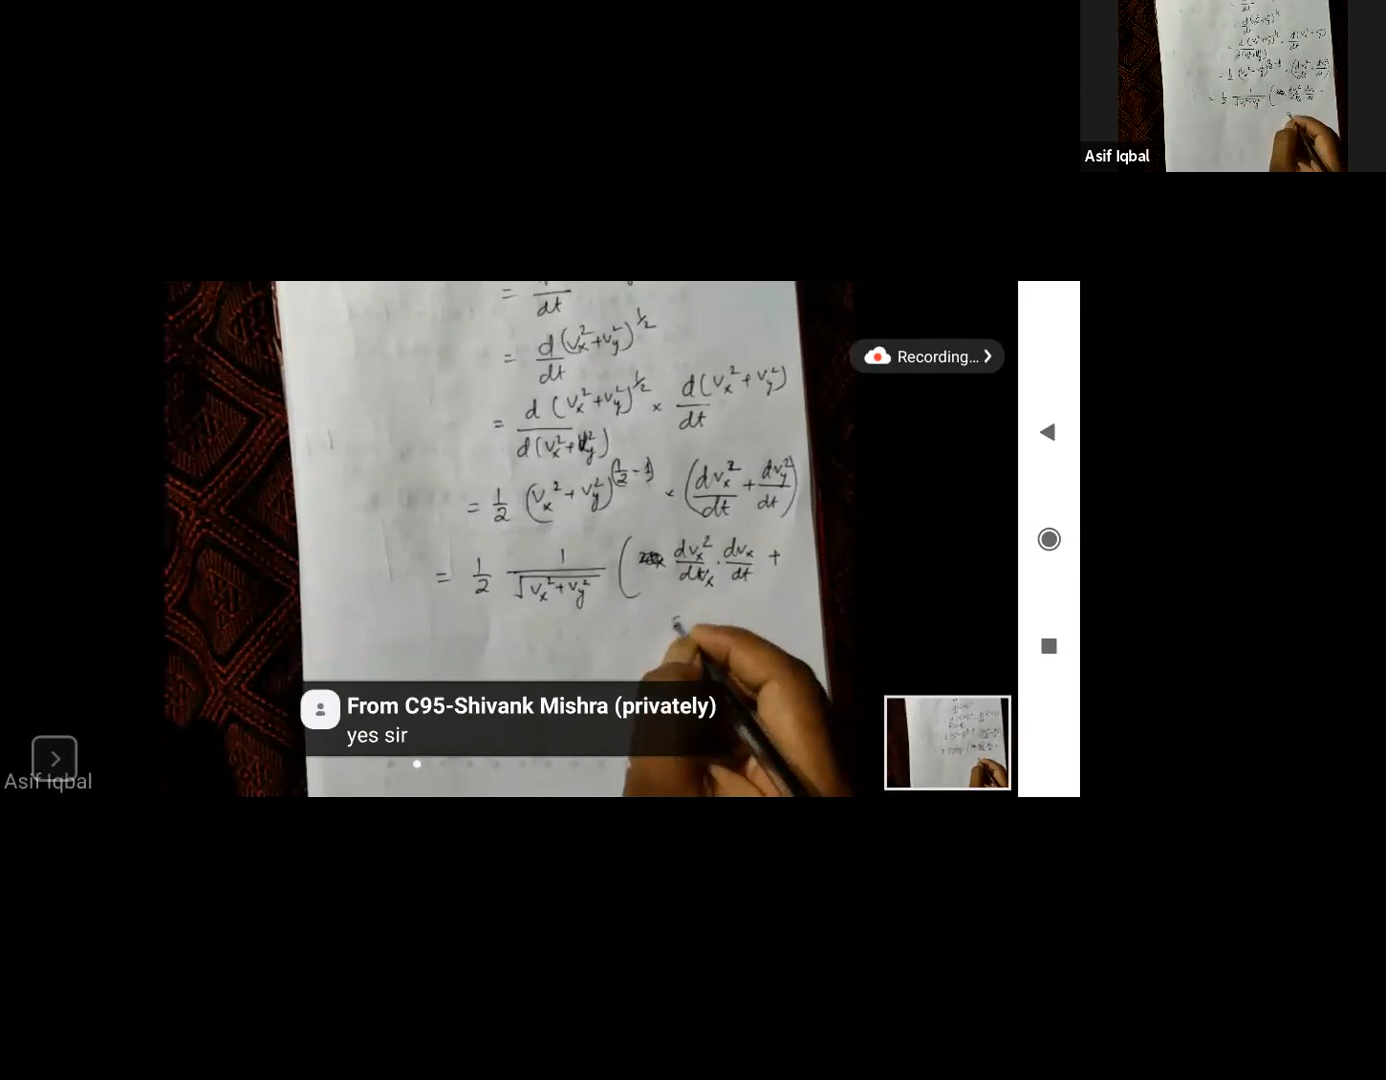 Asif Iqbal
= dt
= d/dt (vx² + vy²)^½
= d (vx² + vy²)^½ / d(vx² + vy²) × d(vx² + vy²)/dt
= 1/2 (vx² + vy²)^(1/2 - 1) × (dvx²/dt + dvy²/dt)
= 1/2 1/√(vx² + vy²) ( dvx²/dvx · dvx/dt +
Recording...
From C95-Shivank Mishra (privately)
yes sir
Asif Iqbal